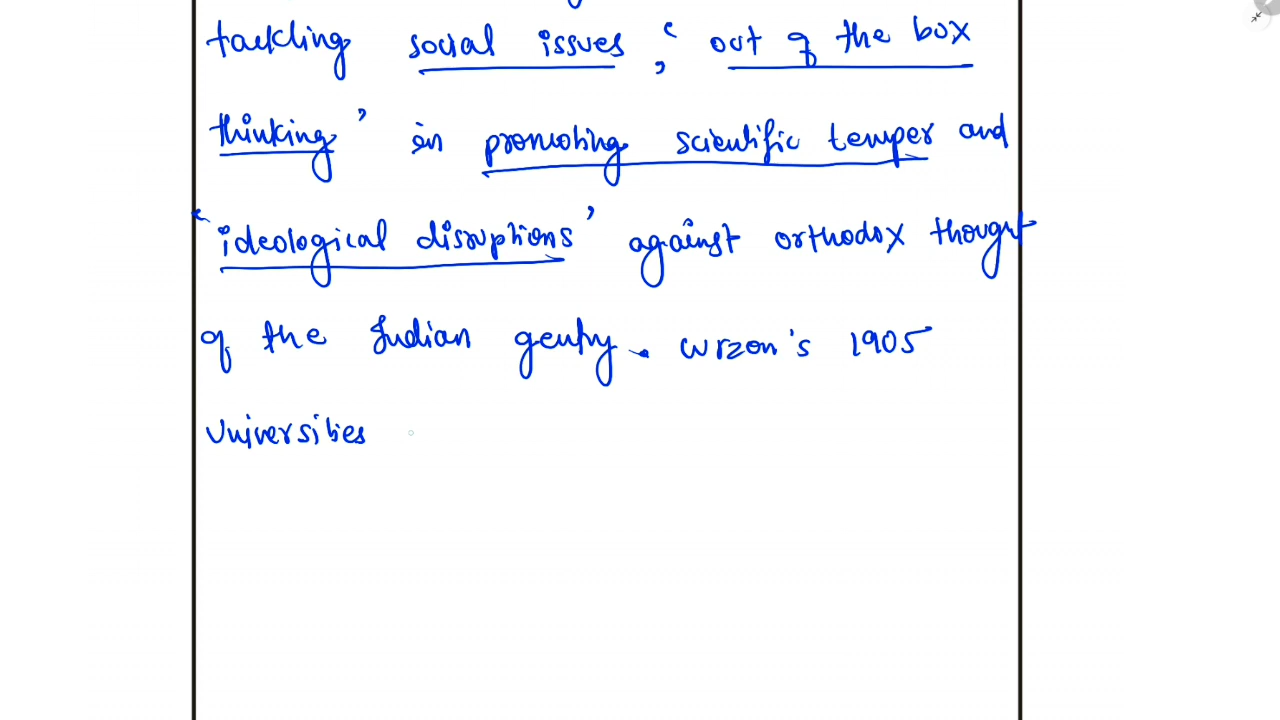 tackling social issues, 'out of the box
thinking' in promoting scientific temper and
'ideological disruptions' against orthodox thought
of the Indian gentry. Curzon's 1905
Universities